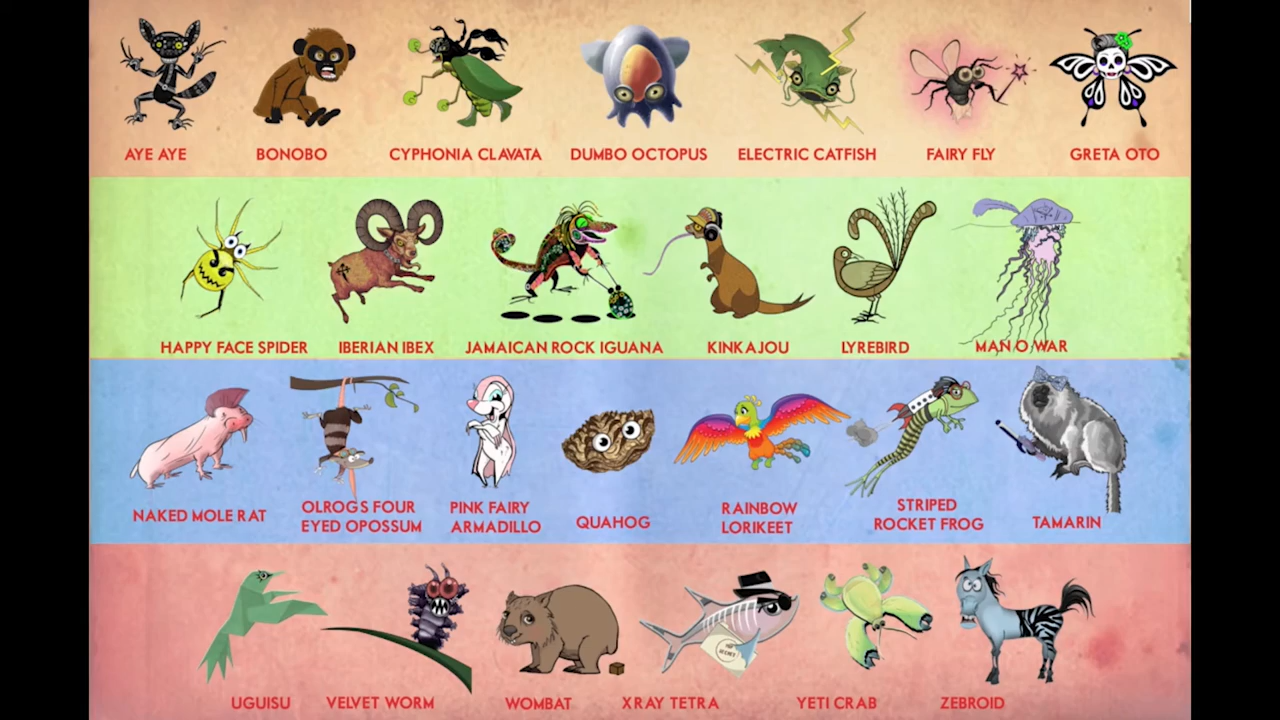 AYE AYE
BONOBO
CYPHONIA CLAVATA
DUMBO OCTOPUS
ELECTRIC CATFISH
FAIRY FLY
GRETA OTO
HAPPY FACE SPIDER
IBERIAN IBEX
JAMAICAN ROCK IGUANA
KINKAJOU
LYREBIRD
MAN O WAR
NAKED MOLE RAT
OLROGS FOUR
EYED OPOSSUM
PINK FAIRY
ARMADILLO
QUAHOG
RAINBOW
LORIKEET
STRIPED
ROCKET FROG
TAMARIN
TOP
SECRET
UGUISU
VELVET WORM
WOMBAT
XRAY TETRA
YETI CRAB
ZEBROID